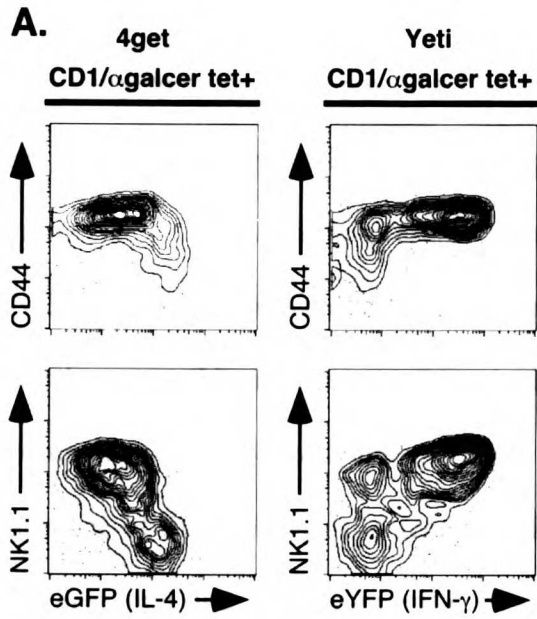 A.
4get
CD1/αgalcer tet+
Yeti
CD1/αgalcer tet+
CD44
CD44
NK1.1
NK1.1
eGFP (IL-4)
eYFP (IFN-γ)